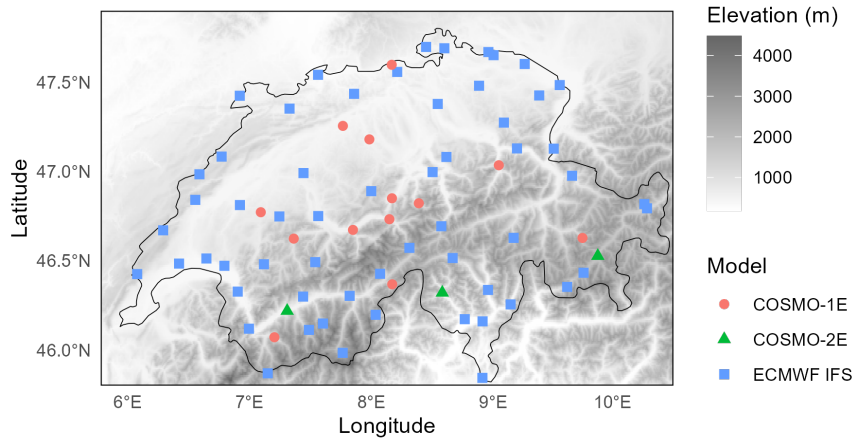 Elevation (m)
4000
3000
2000
1000
47.5°N
47.0°N
46.5°N
46.0°N
Latitude
6°E 7°E 8°E 9°E 10°E
Longitude
Model
COSMO-1E
COSMO-2E
ECMWF IFS